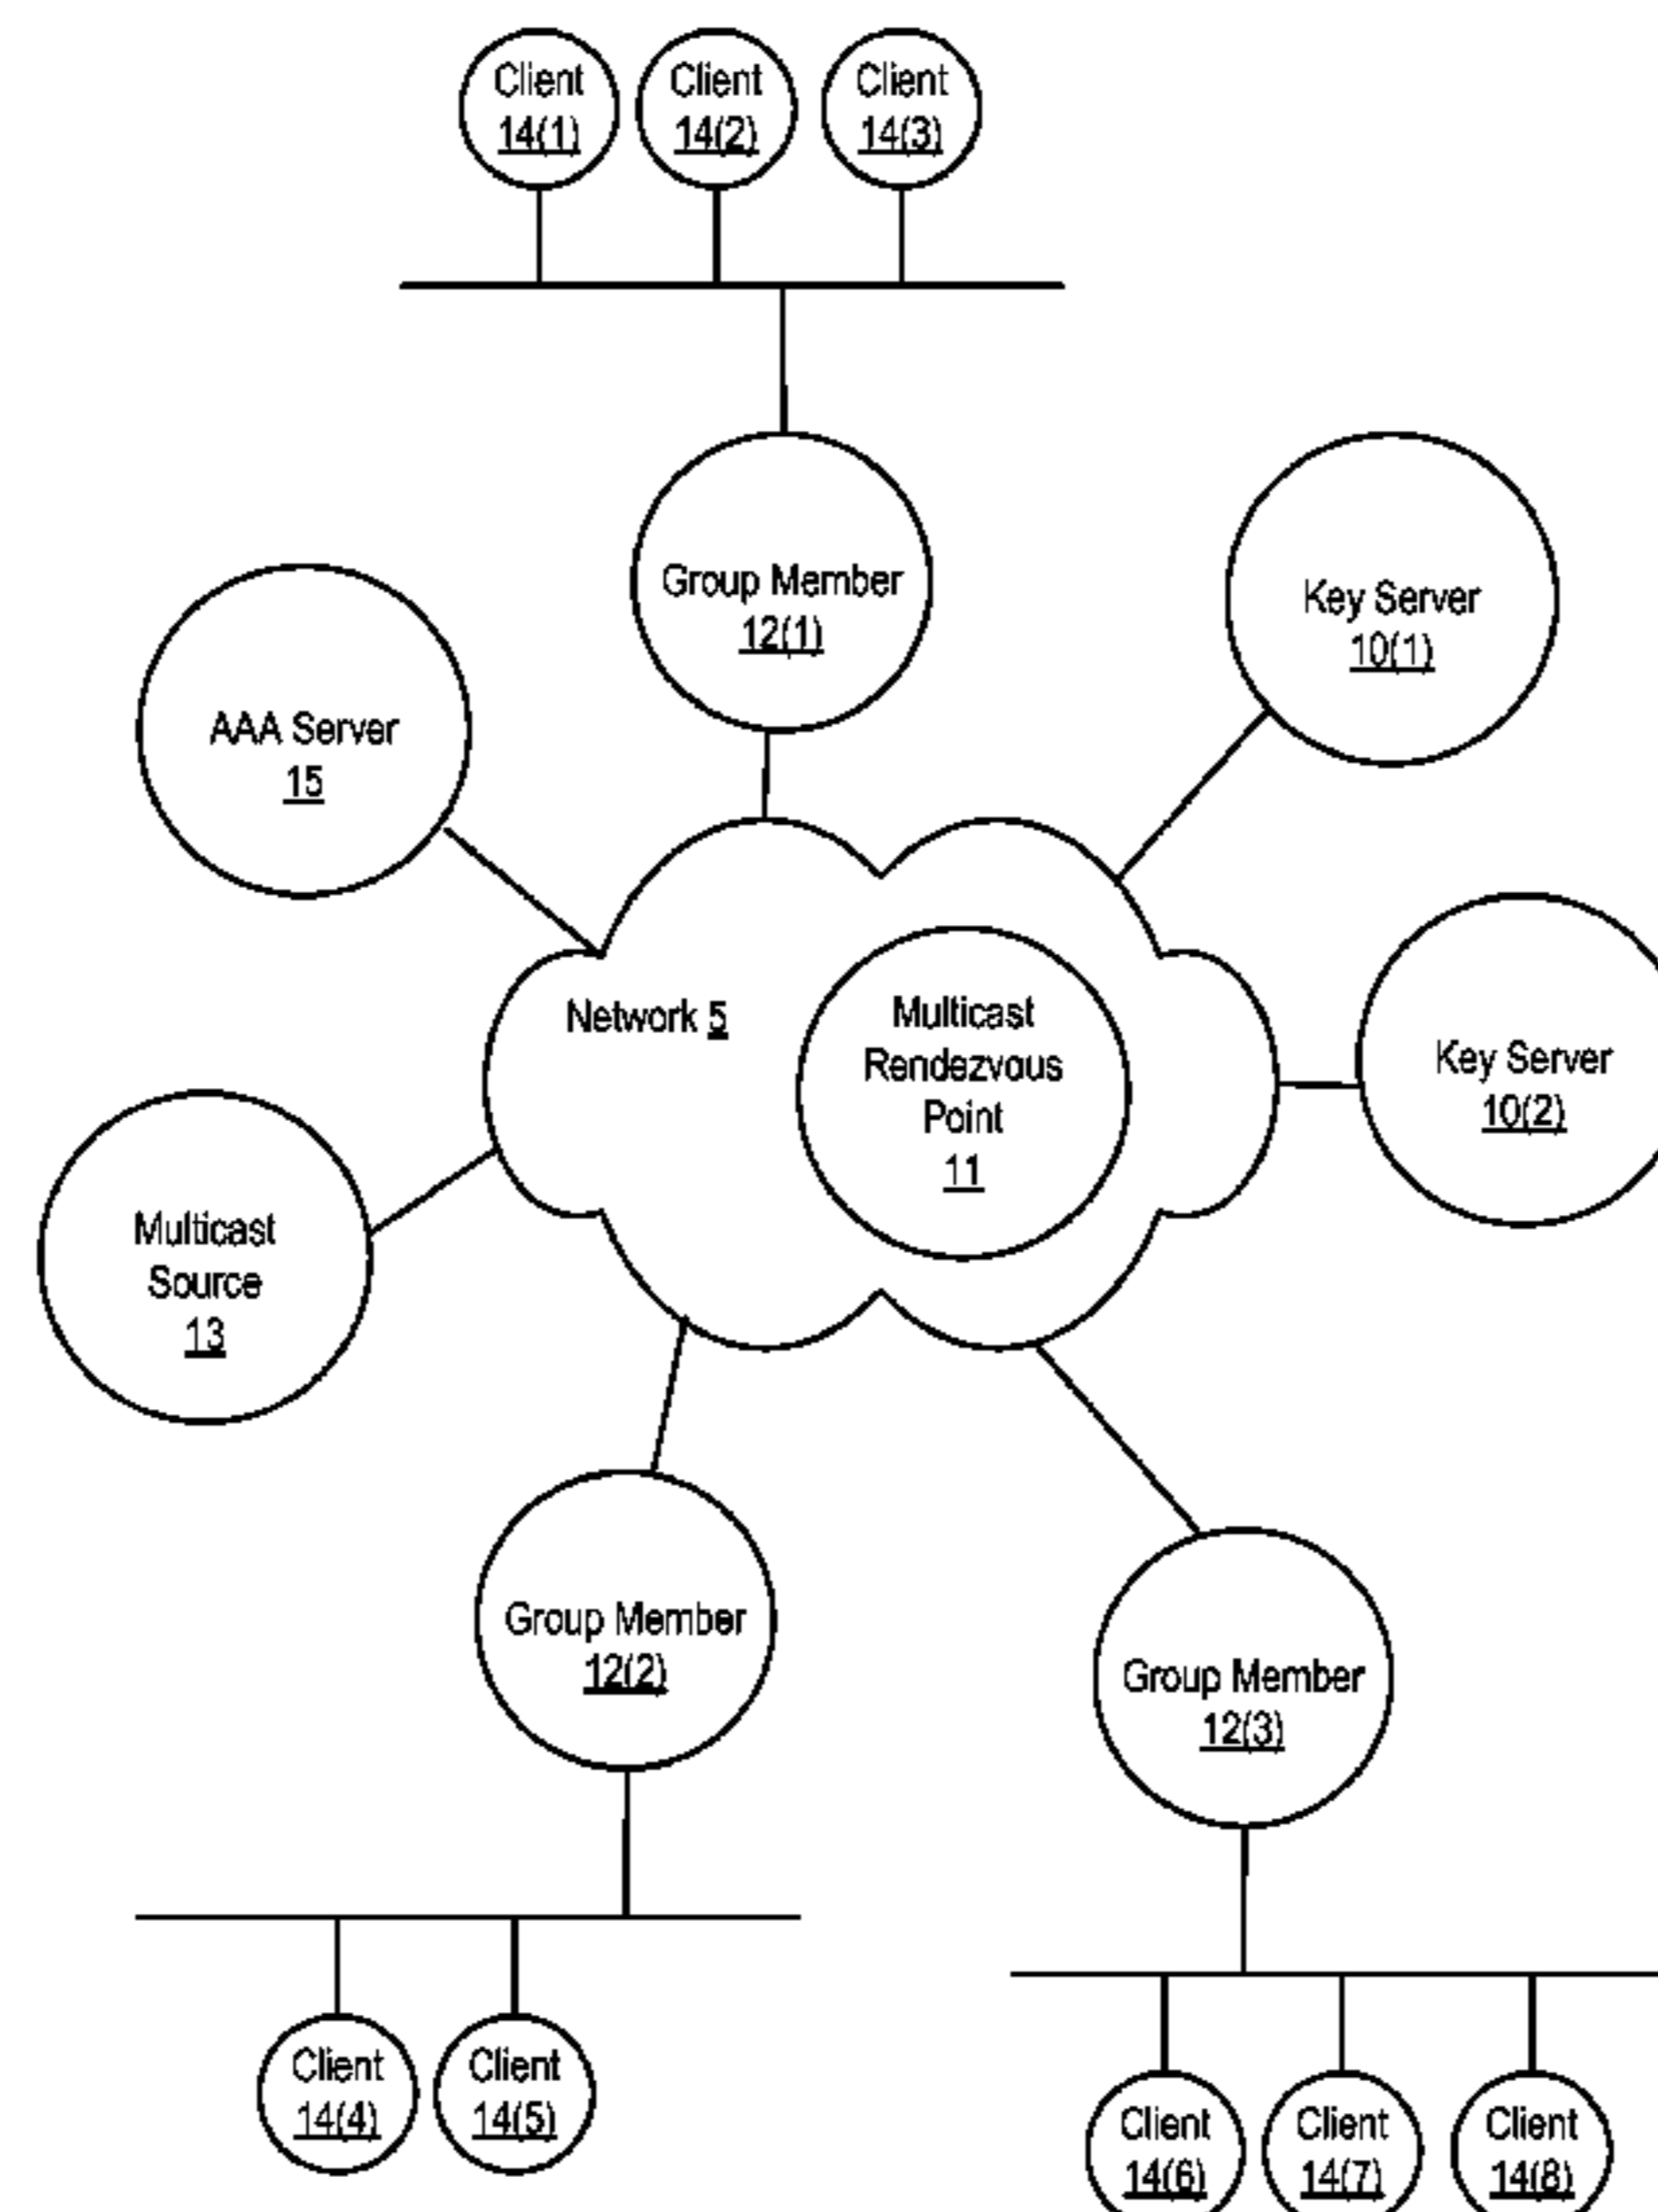 Client
14(1)
Client
14(2)
Client
14(3)
Group Member
12(1)
Key Server
10(1)
AAA Server
15
Network 5
Multicast
Rendezvous
Point
11
Key Server
10(2)
Multicast
Source
13
Group Member
12(2)
Group Member
12(3)
Client
14(4)
Client
14(5)
Client
14(6)
Client
14(7)
Client
14(8)